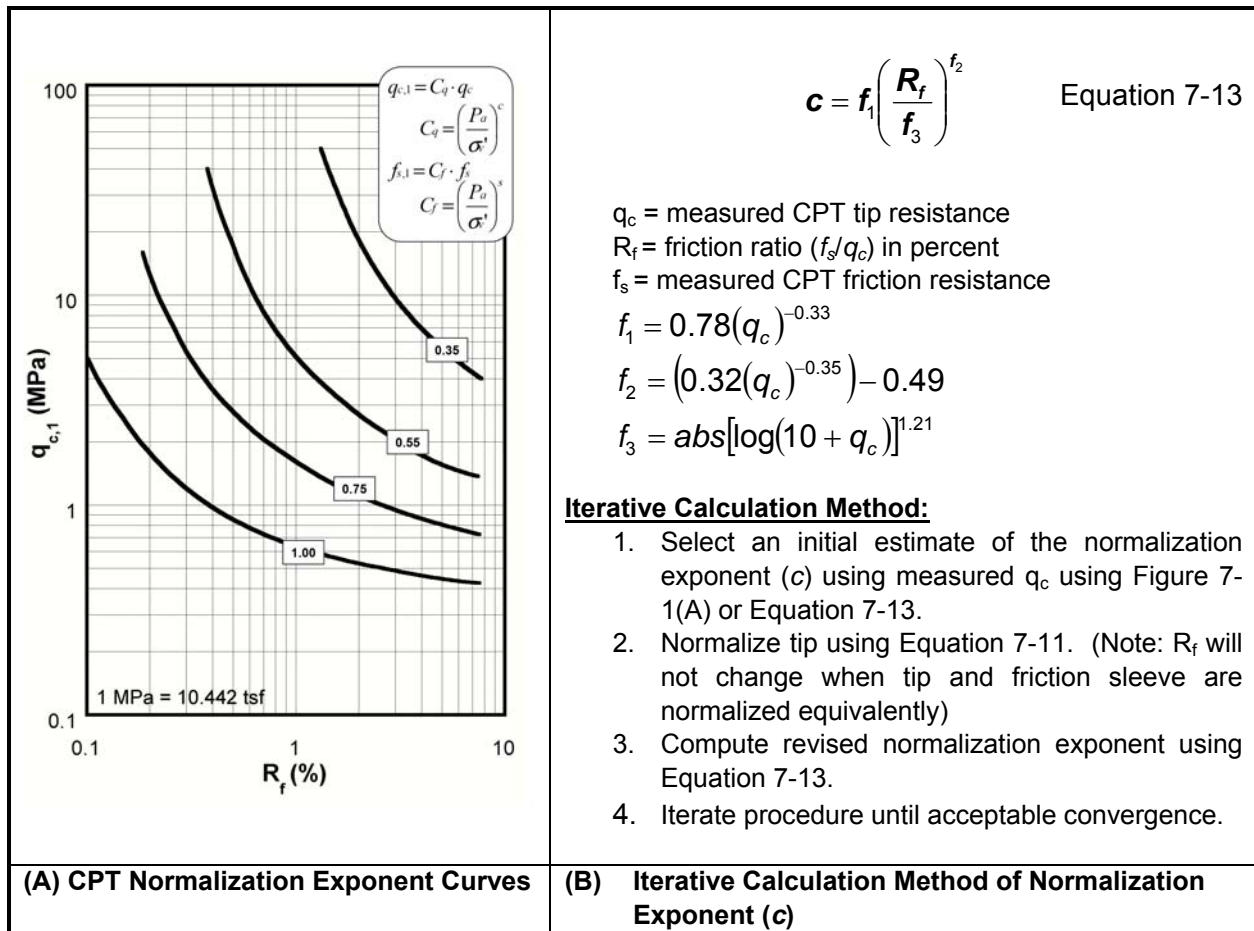 100
10
1
0.1
q_c,1 (MPa)
q_c,1 = C_q · q_c
C_q = (P_a / σ_v')^c
f_s,1 = C_f · f_s
C_f = (P_a / σ_v')^s
0.35
0.55
0.75
1.00
1 MPa = 10.442 tsf
0.1 1 10
R_f (%)
c = f_1 (R_f / f_3)^f_2 Equation 7-13
q_c = measured CPT tip resistance
R_f = friction ratio (f_s/q_c) in percent
f_s = measured CPT friction resistance
f_1 = 0.78(q_c)^-0.33
f_2 = (0.32(q_c)^-0.35) – 0.49
f_3 = abs[log(10 + q_c)]^1.21
Iterative Calculation Method:
1. Select an initial estimate of the normalization
exponent (c) using measured q_c using Figure 7-
1(A) or Equation 7-13.
2. Normalize tip using Equation 7-11. (Note: R_f will
not change when tip and friction sleeve are
normalized equivalently)
3. Compute revised normalization exponent using
Equation 7-13.
4. Iterate procedure until acceptable convergence.
(A) CPT Normalization Exponent Curves
(B) Iterative Calculation Method of Normalization
Exponent (c)